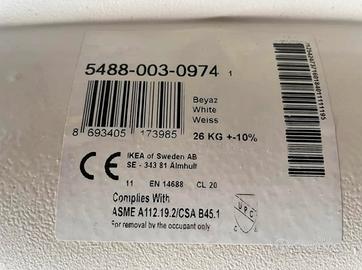 5488-003-0974 1
Beyaz
White
Weiss
8 693405 173985
26 KG +-10%
CE
IKEA of Sweden AB
SE - 343 81 Älmhult
11 EN 14688 CL 20
Complies With
ASME A112.19.2/CSA B45.1
For removal by the occupant only
UPC